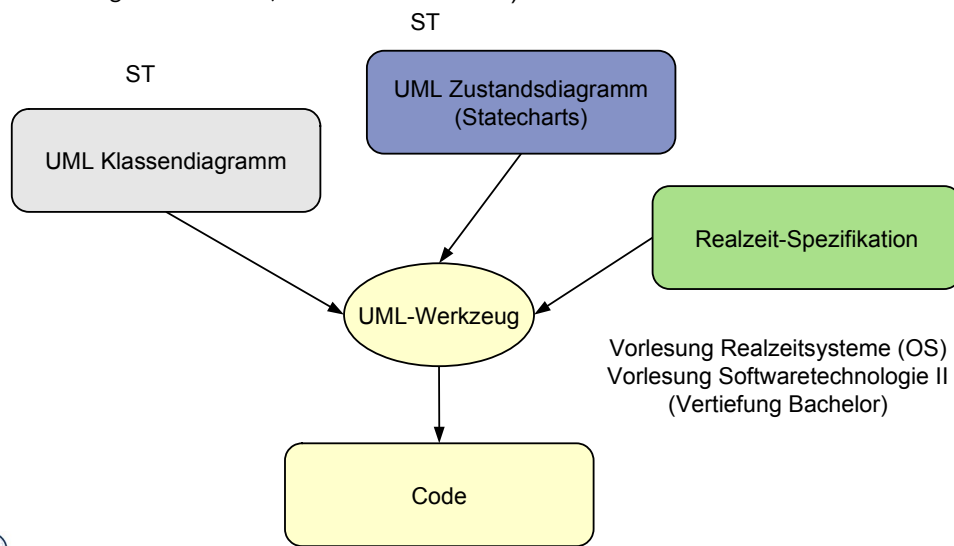 ST
ST
UML Zustandsdiagramm
(Statecharts)
UML Klassendiagramm
Realzeit-Spezifikation
UML-Werkzeug
Vorlesung Realzeitsysteme (OS)
Vorlesung Softwaretechnologie II
(Vertiefung Bachelor)
Code